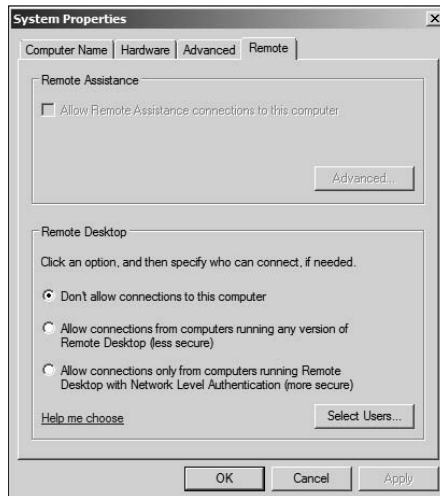 System Properties
Computer Name
Hardware
Advanced
Remote
Remote Assistance
Allow Remote Assistance connections to this computer
Advanced...
Remote Desktop
Click an option, and then specify who can connect, if needed.
Don't allow connections to this computer
Allow connections from computers running any version of
Remote Desktop (less secure)
Allow connections only from computers running Remote
Desktop with Network Level Authentication (more secure)
Help me choose
Select Users...
OK
Cancel
Apply